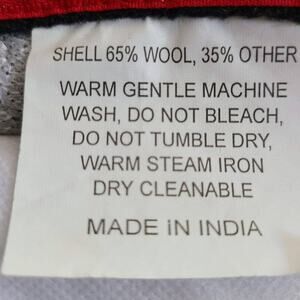 SHELL 65% WOOL, 35% OTHER
WARM GENTLE MACHINE
WASH, DO NOT BLEACH,
DO NOT TUMBLE DRY,
WARM STEAM IRON
DRY CLEANABLE
MADE IN INDIA